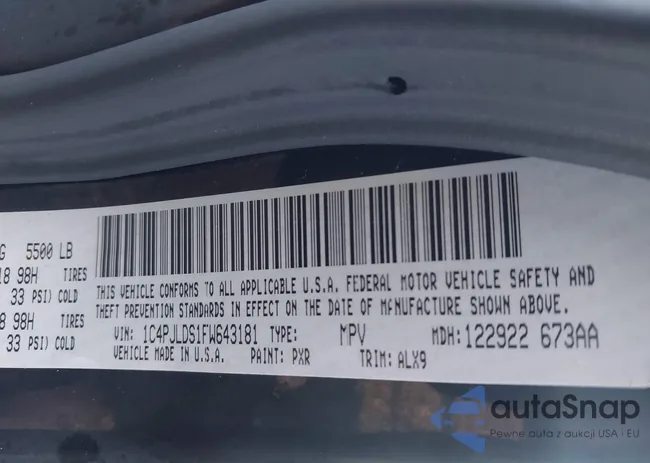 G 5500 LB
18 98H TIRES
33 PSI) COLD
8 98H TIRES
33 PSI) COLD
THIS VEHICLE CONFORMS TO ALL APPLICABLE U.S.A. FEDERAL MOTOR VEHICLE SAFETY AND
THEFT PREVENTION STANDARDS IN EFFECT ON THE DATE OF MANUFACTURE SHOWN ABOVE.
VIN: 1C4PJLDS1FW643181 TYPE: MPV MDH: 122922 673AA
VEHICLE MADE IN U.S.A. PAINT: PXR TRIM: ALX9
autaSnap
Pewne auta z aukcji USA - EU